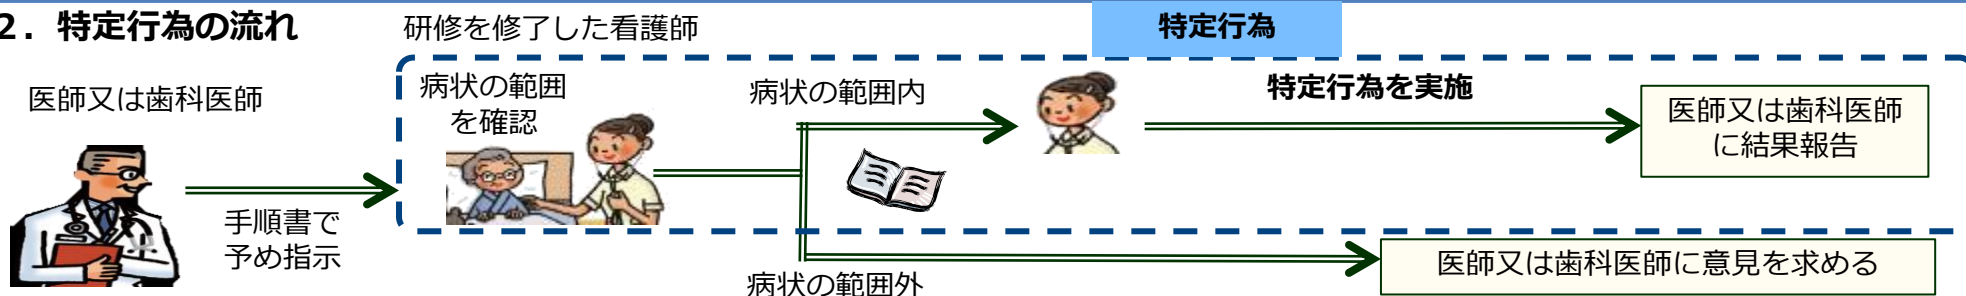 2．特定行為の流れ
研修を修了した看護師
特定行為
医師又は歯科医師
手順書で
予め指示
病状の範囲
を確認
病状の範囲内
特定行為を実施
医師又は歯科医師
に結果報告
病状の範囲外
医師又は歯科医師に意見を求める